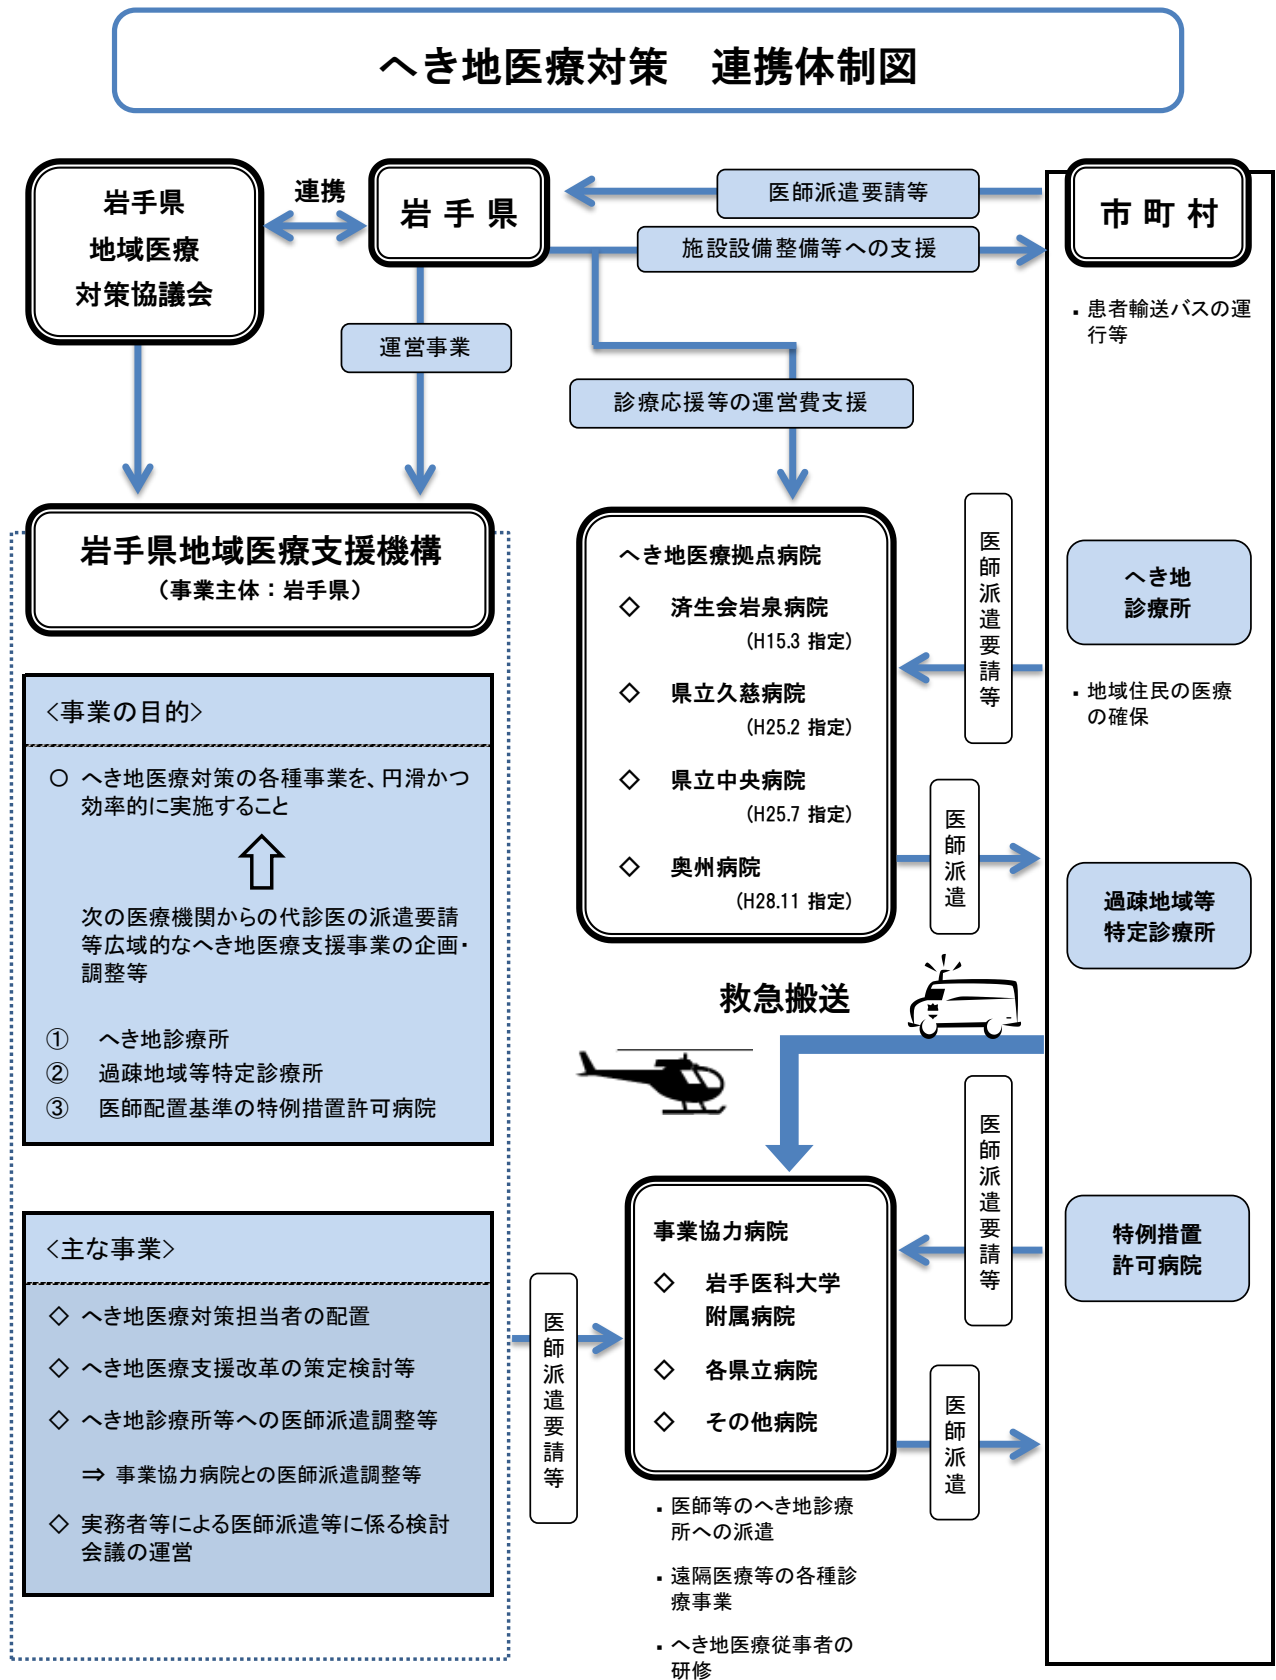 へき地医療対策　連携体制図
岩手県
地域医療
対策協議会
連携
岩 手 県
医師派遣要請等
施設設備整備等への支援
市 町 村
▪ 患者輸送バスの運
行等
運営事業
診療応援等の運営費支援
岩手県地域医療支援機構
（事業主体：岩手県）
<事業の目的>
○ へき地医療対策の各種事業を、円滑かつ
効率的に実施すること
次の医療機関からの代診医の派遣要請
等広域的なへき地医療支援事業の企画・
調整等
① へき地診療所
② 過疎地域等特定診療所
③ 医師配置基準の特例措置許可病院
<主な事業>
◇ へき地医療対策担当者の配置
◇ へき地医療支援改革の策定検討等
◇ へき地診療所等への医師派遣調整等
⇒ 事業協力病院との医師派遣調整等
◇ 実務者等による医師派遣等に係る検討
会議の運営
へき地医療拠点病院
◇ 済生会岩泉病院
（H15.3 指定）
◇ 県立久慈病院
（H25.2 指定）
◇ 県立中央病院
（H25.7 指定）
◇ 奥州病院
（H28.11 指定）
医師派遣要請等
医師派遣
へき地
診療所
▪ 地域住民の医療
の確保
過疎地域等
特定診療所
救急搬送
医師派遣要請等
特例措置
許可病院
医師派遣要請等
事業協力病院
◇ 岩手医科大学
附属病院
◇ 各県立病院
◇ その他病院
医師派遣
▪ 医師等のへき地診療
所への派遣
▪ 遠隔医療等の各種診
療事業
▪ へき地医療従事者の
研修